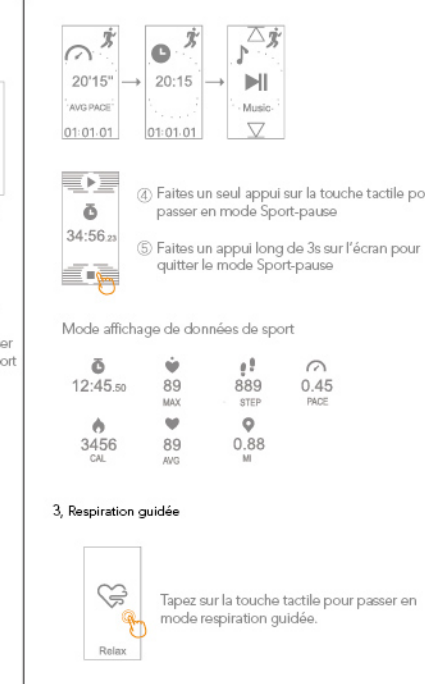 20'15"
AVG PACE
01:01:01
20:15
01:01:01
Music
④ Faites un seul appui sur la touche tactile
passer en mode Sport-pause
34:56.23
⑤ Faites un appui long de 3s sur l'écran pour
quitter le mode Sport-pause
Mode affichage de données de sport
12:45.50 89 889 0.45
MAX STEP PACE
3456 89 0.88
CAL AVG MI
3, Respiration guidée
Tapez sur la touche tactile pour passer en
mode respiration guidée.
Relax